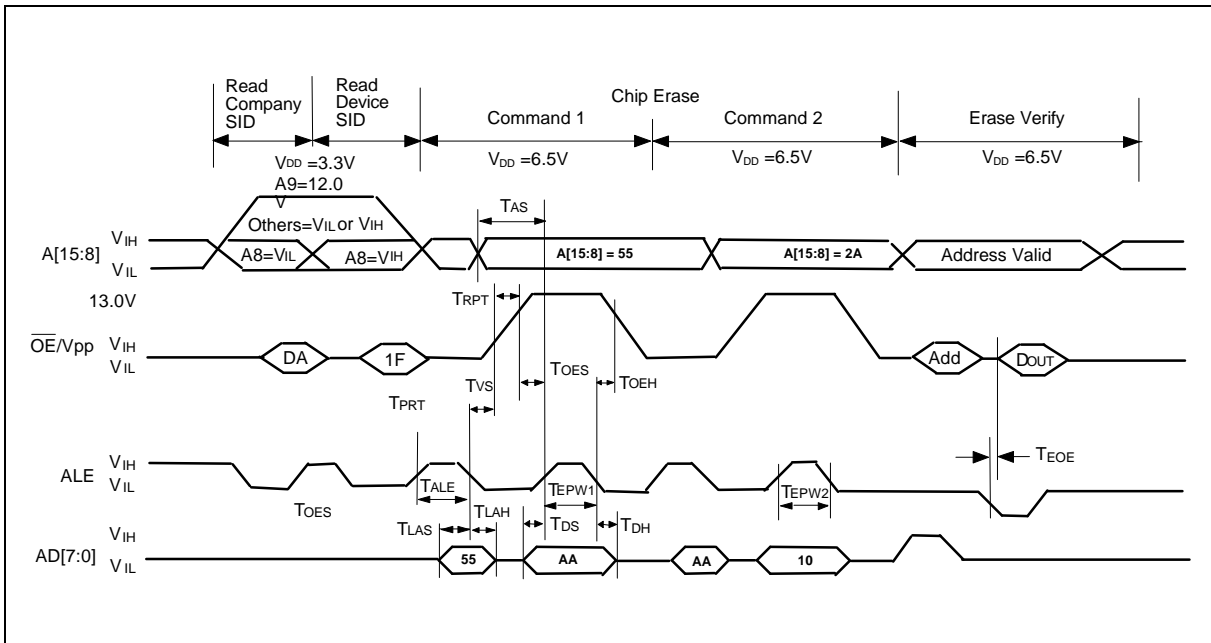 Read Company SID
Read Device SID
Chip Erase
Command 1
Command 2
Erase Verify
VDD =3.3V
VDD =6.5V
VDD =6.5V
VDD =6.5V
A9=12.0
V
Others=VIL or VIH
TAS
A[15:8]
VIH
VIL
A8=VIL
A8=VIH
A[15:8] = 55
A[15:8] = 2A
Address Valid
13.0V
TRPT
OE/Vpp
VIH
VIL
DA
1F
Add
DOUT
TVS
TOES
TOEH
TPRT
ALE
VIH
VIL
TEOE
TALE
TEPW1
TEPW2
TOES
TLAS
TLAH
TDS
TDH
AD[7:0]
VIH
VIL
55
AA
AA
10